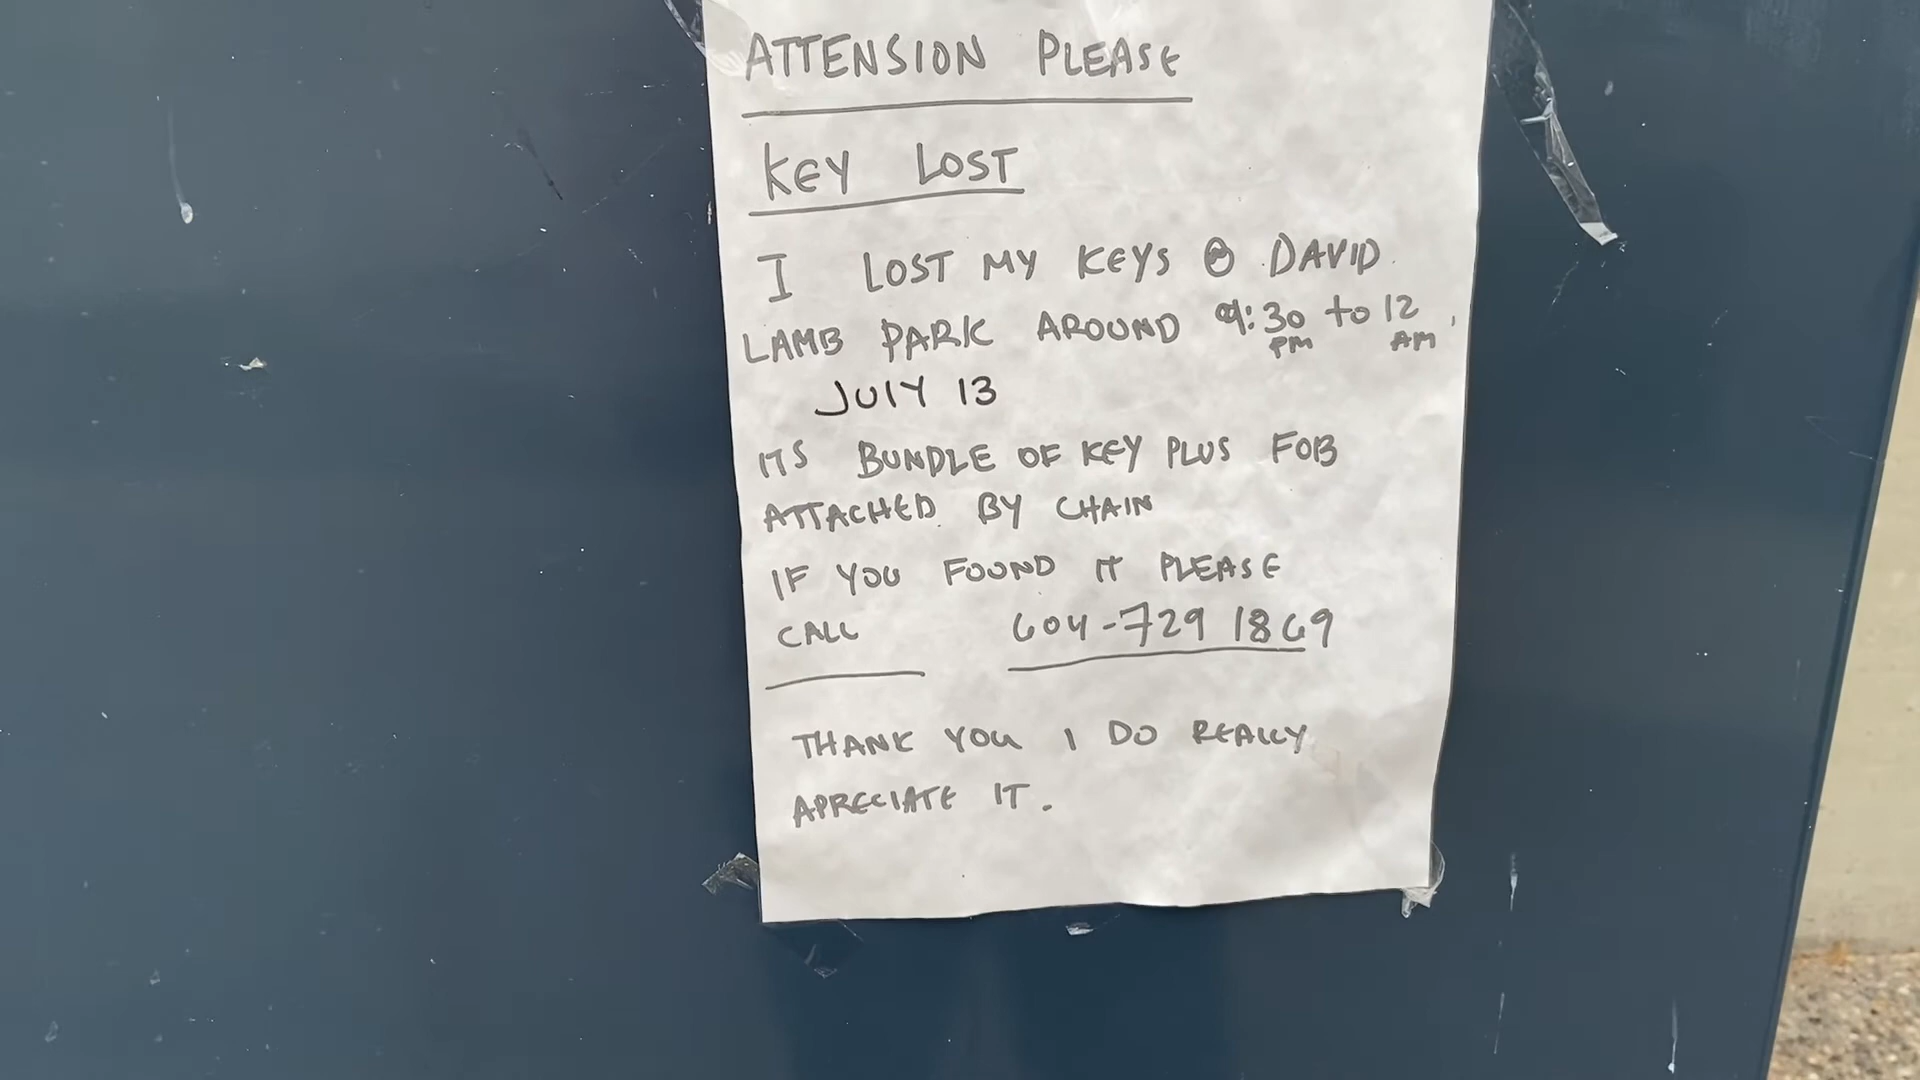 ATTENSION PLEASE
KEY LOST
I LOST MY KEYS @ DAVID
LAMB PARK AROUND 9:30 PM to 12 AM.
JULY 13
ITS BUNDLE OF KEY PLUS FOB
ATTACHED BY CHAIN
IF YOU FOUND IT PLEASE
CALL 604-729 1869
THANK YOU I DO REALLY
APRECIATE IT.